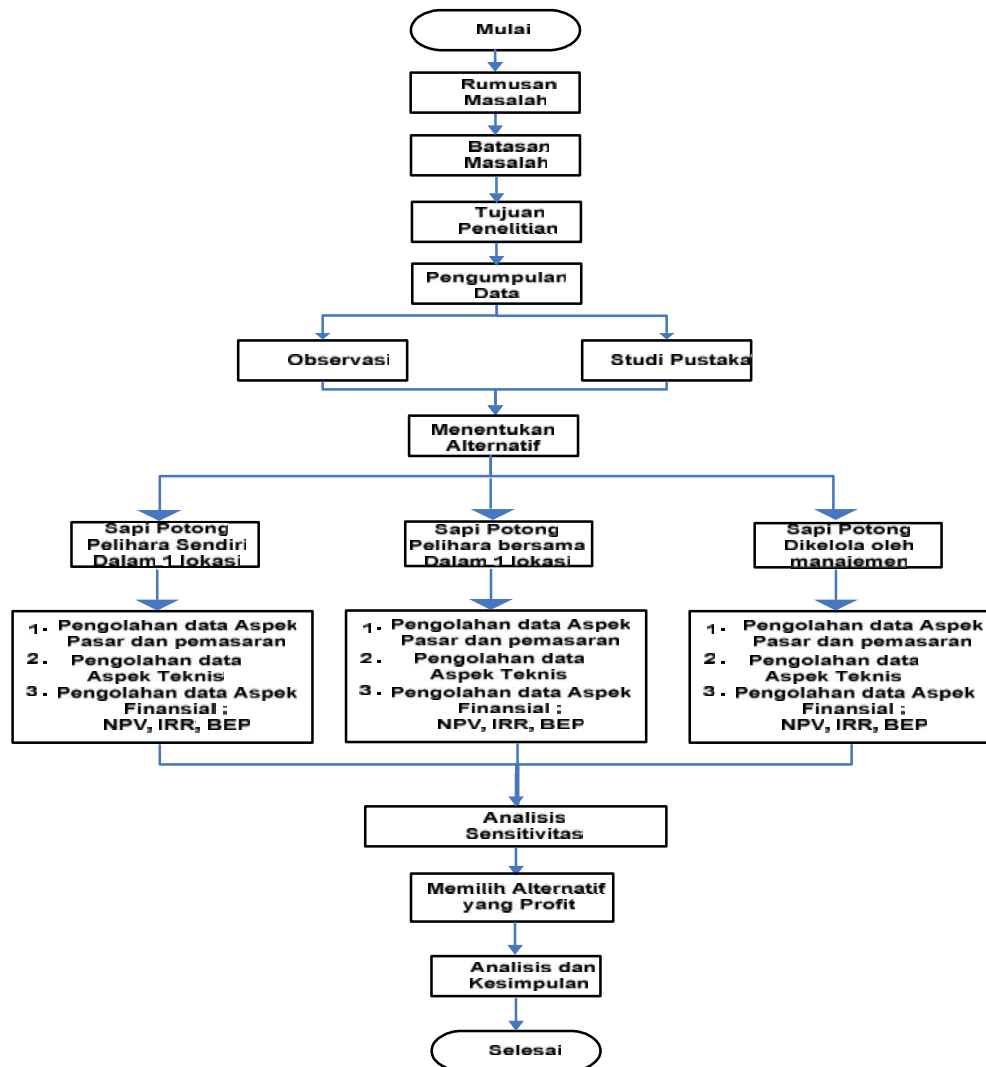 Mulai
Rumusan
Masalah
Batasan
Masalah
Tujuan
Penelitian
Pengumpulan
Data
Observasi
Studi Pustaka
Menentukan
Alternatif
Sapi Potong
Pelihara Sendiri
Dalam 1 lokasi
Sapi Potong
Pelihara bersama
Dalam 1 lokasi
Sapi Potong
Dikelola oleh
manajemen
1. Pengolahan data Aspek
Pasar dan pemasaran
2. Pengolahan data
Aspek Teknis
3. Pengolahan data Aspek
Finansial :
NPV, IRR, BEP
1. Pengolahan data Aspek
Pasar dan pemasaran
2. Pengolahan data
Aspek Teknis
3. Pengolahan data Aspek
Finansial :
NPV, IRR, BEP
1. Pengolahan data Aspek
Pasar dan pemasaran
2. Pengolahan data
Aspek Teknis
3. Pengolahan data Aspek
Finansial :
NPV, IRR, BEP
Analisis
Sensitivitas
Memilih Alternatif
yang Profit
Analisis dan
Kesimpulan
Selesai